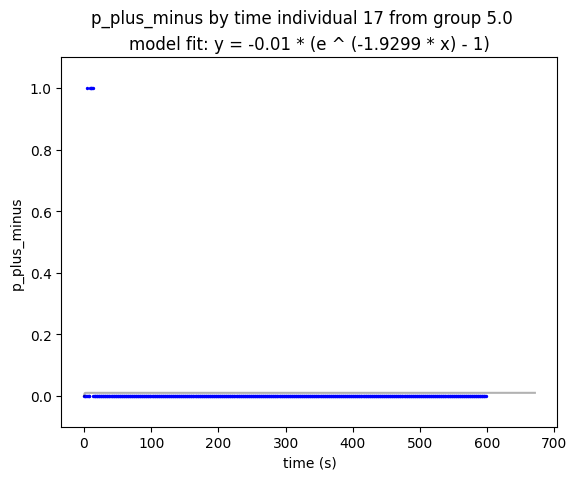 p_plus_minus by time individual 17 from group 5.0
model fit: y = -0.01 * (e ^ (-1.9299 * x) - 1)
1.0
0.8
0.6
0.4
0.2
0.0
p_plus_minus
0 100 200 300 400 500 600 700
time (s)